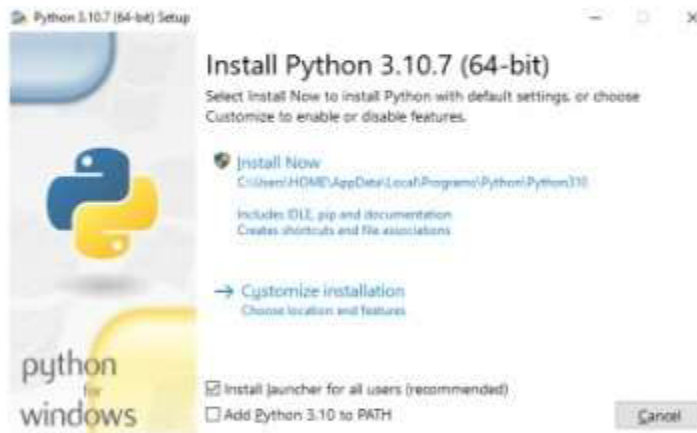 Python 3.10.7 (64-bit) Setup
Install Python 3.10.7 (64-bit)
Select Install Now to install Python with default settings, or choose
Customize to enable or disable features.
Install Now
C:\Users\HOME\AppData\Local\Programs\Python\Python310
Includes IDLE, pip and documentation
Creates shortcuts and file associations
Customize installation
Choose location and features
python
for
windows
Install launcher for all users (recommended)
Add Python 3.10 to PATH
Cancel